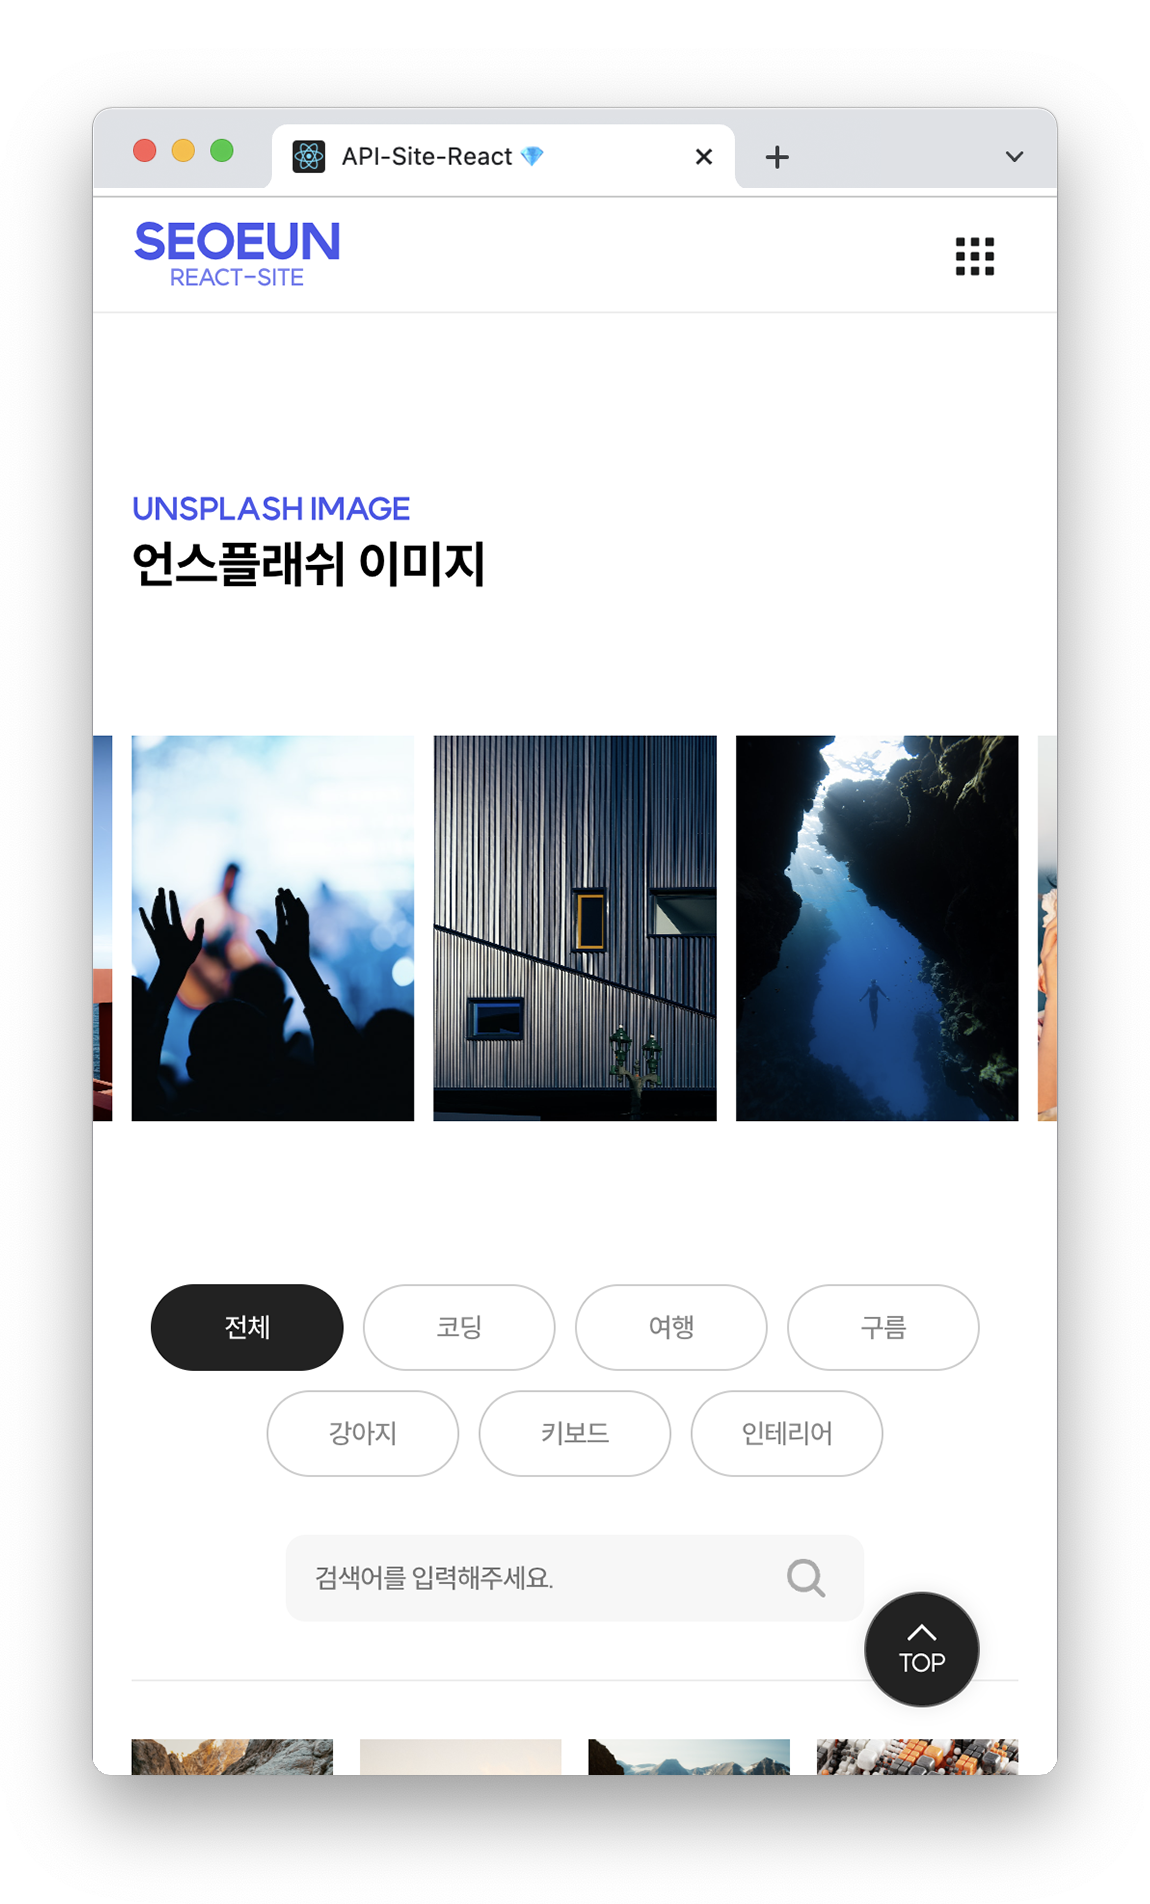 API-Site-React
SEOEUN
REACT-SITE
UNSPLASH IMAGE
언스플래쉬 이미지
전체
코딩
여행
구름
강아지
키보드
인테리어
검색어를 입력해주세요.
TOP